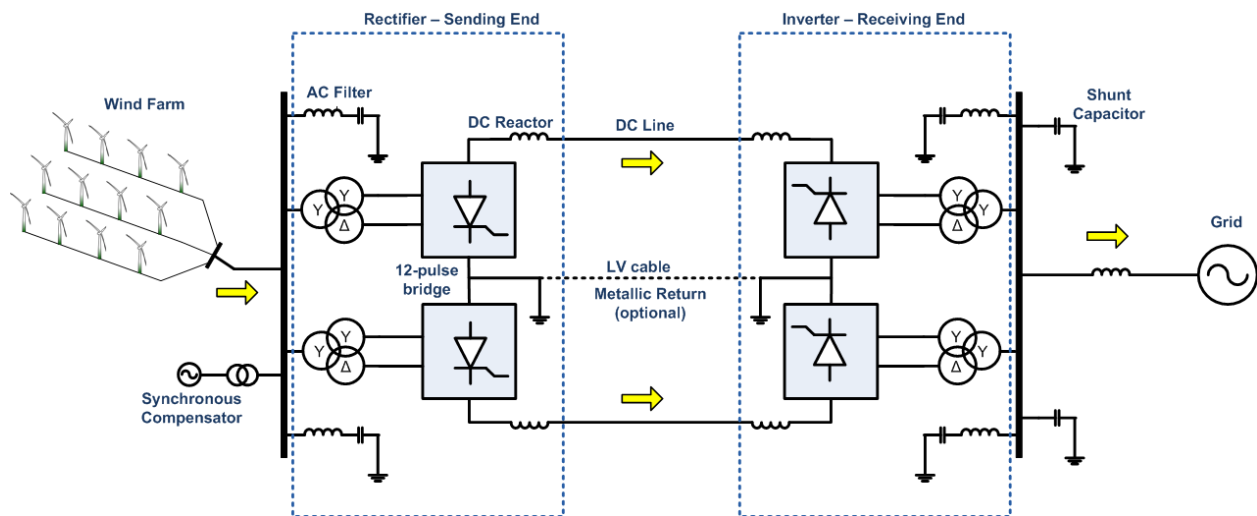 Rectifier – Sending End
Inverter – Receiving End
Wind Farm
AC Filter
DC Reactor
DC Line
Shunt
Capacitor
Y
Y
Δ
Y
Δ
Y
Grid
12-pulse
bridge
LV cable
Metallic Return
(optional)
Y
Y
Δ
Y
Δ
Y
Synchronous
Compensator